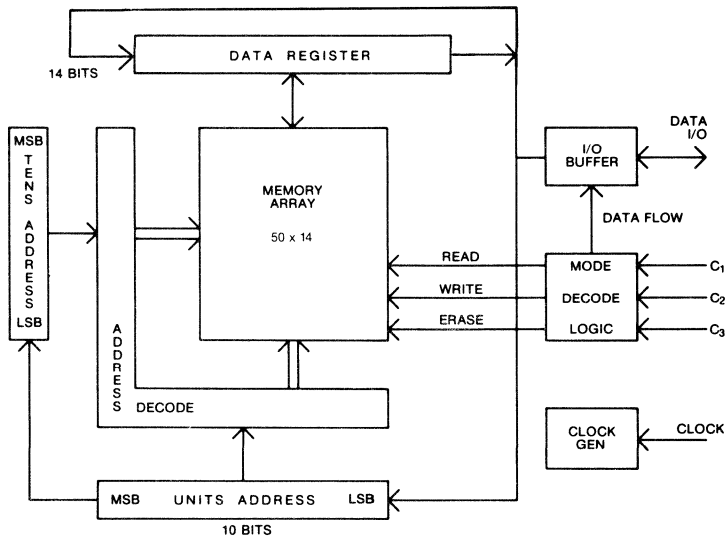 DATA REGISTER
14 BITS
MSB
TENS ADDRESS
LSB
ADDRESS
DECODE
MEMORY
ARRAY
50 x 14
I/O
BUFFER
DATA
I/O
DATA FLOW
READ
WRITE
ERASE
MODE
DECODE
LOGIC
C1
C2
C3
CLOCK
GEN
CLOCK
MSB UNITS ADDRESS LSB
10 BITS